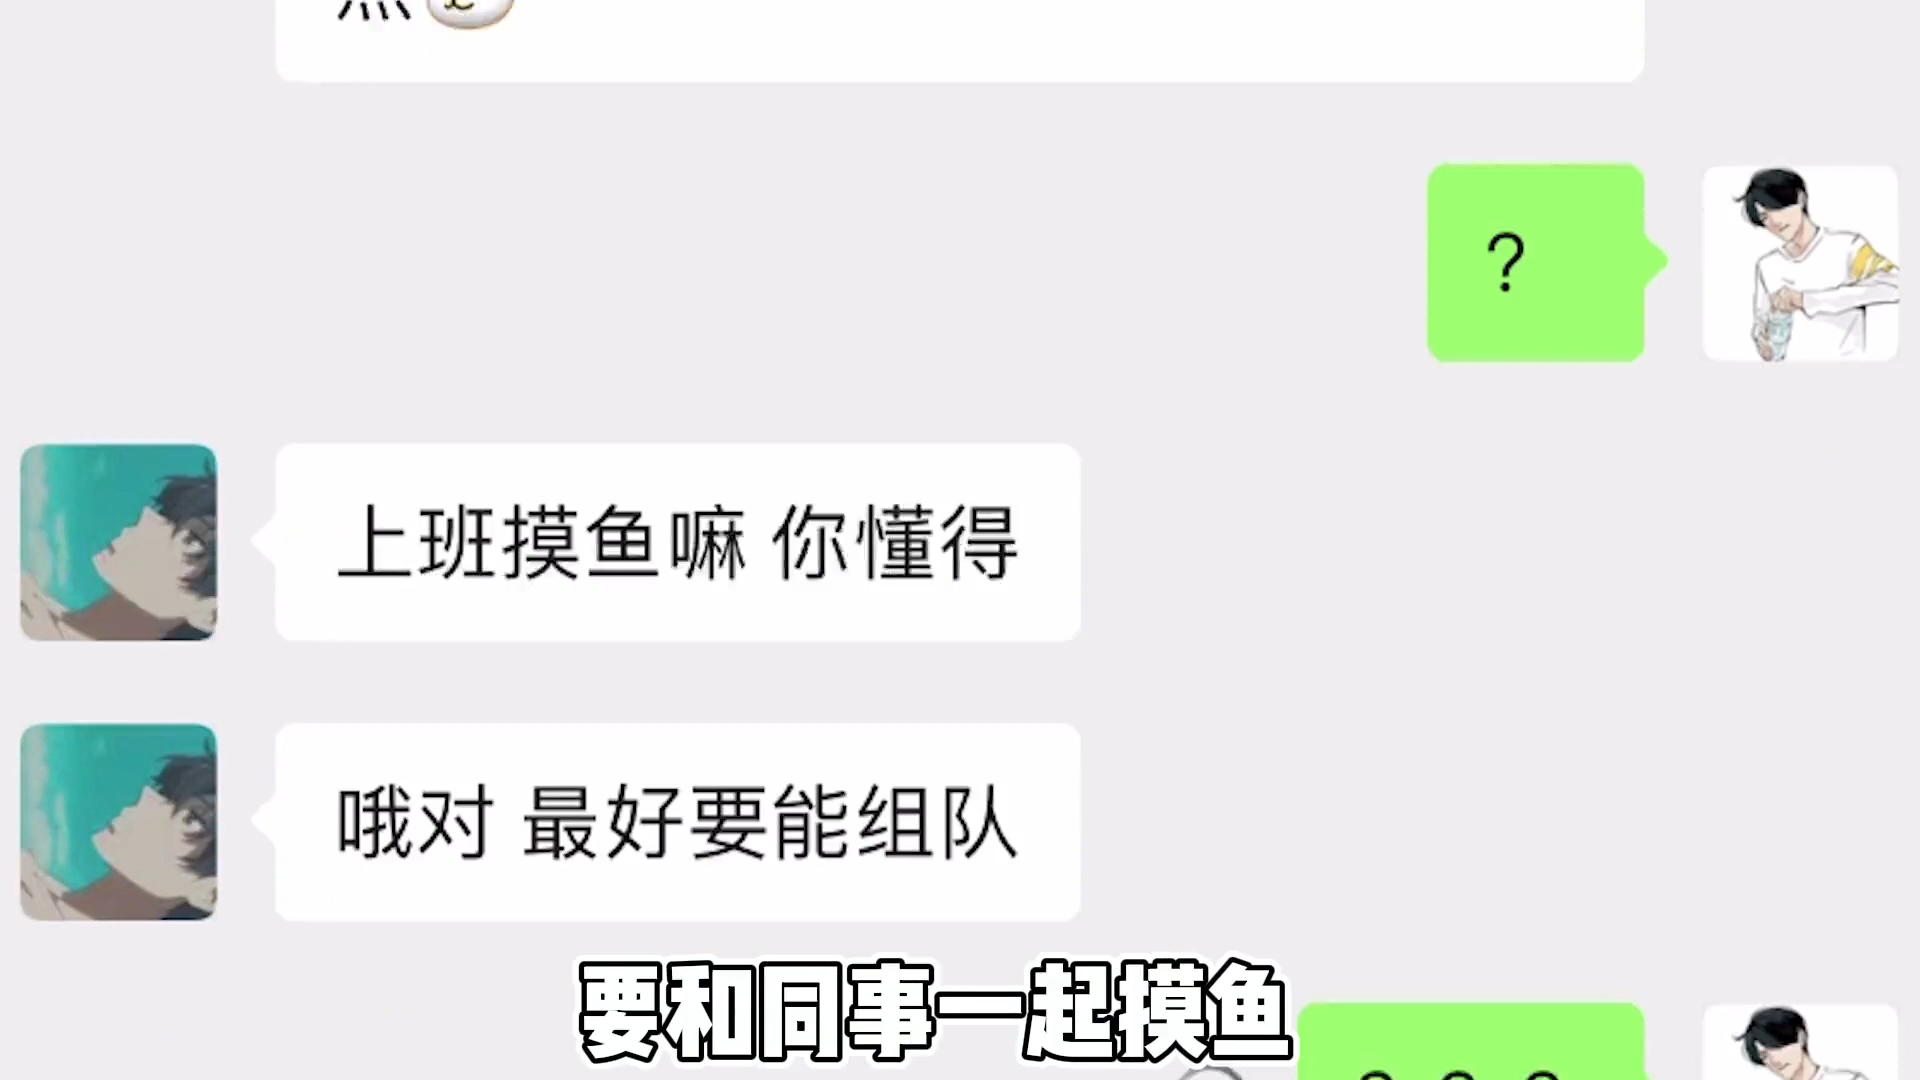 ?
上班摸鱼嘛 你懂得
哦对 最好要能组队
要和同事一起摸鱼